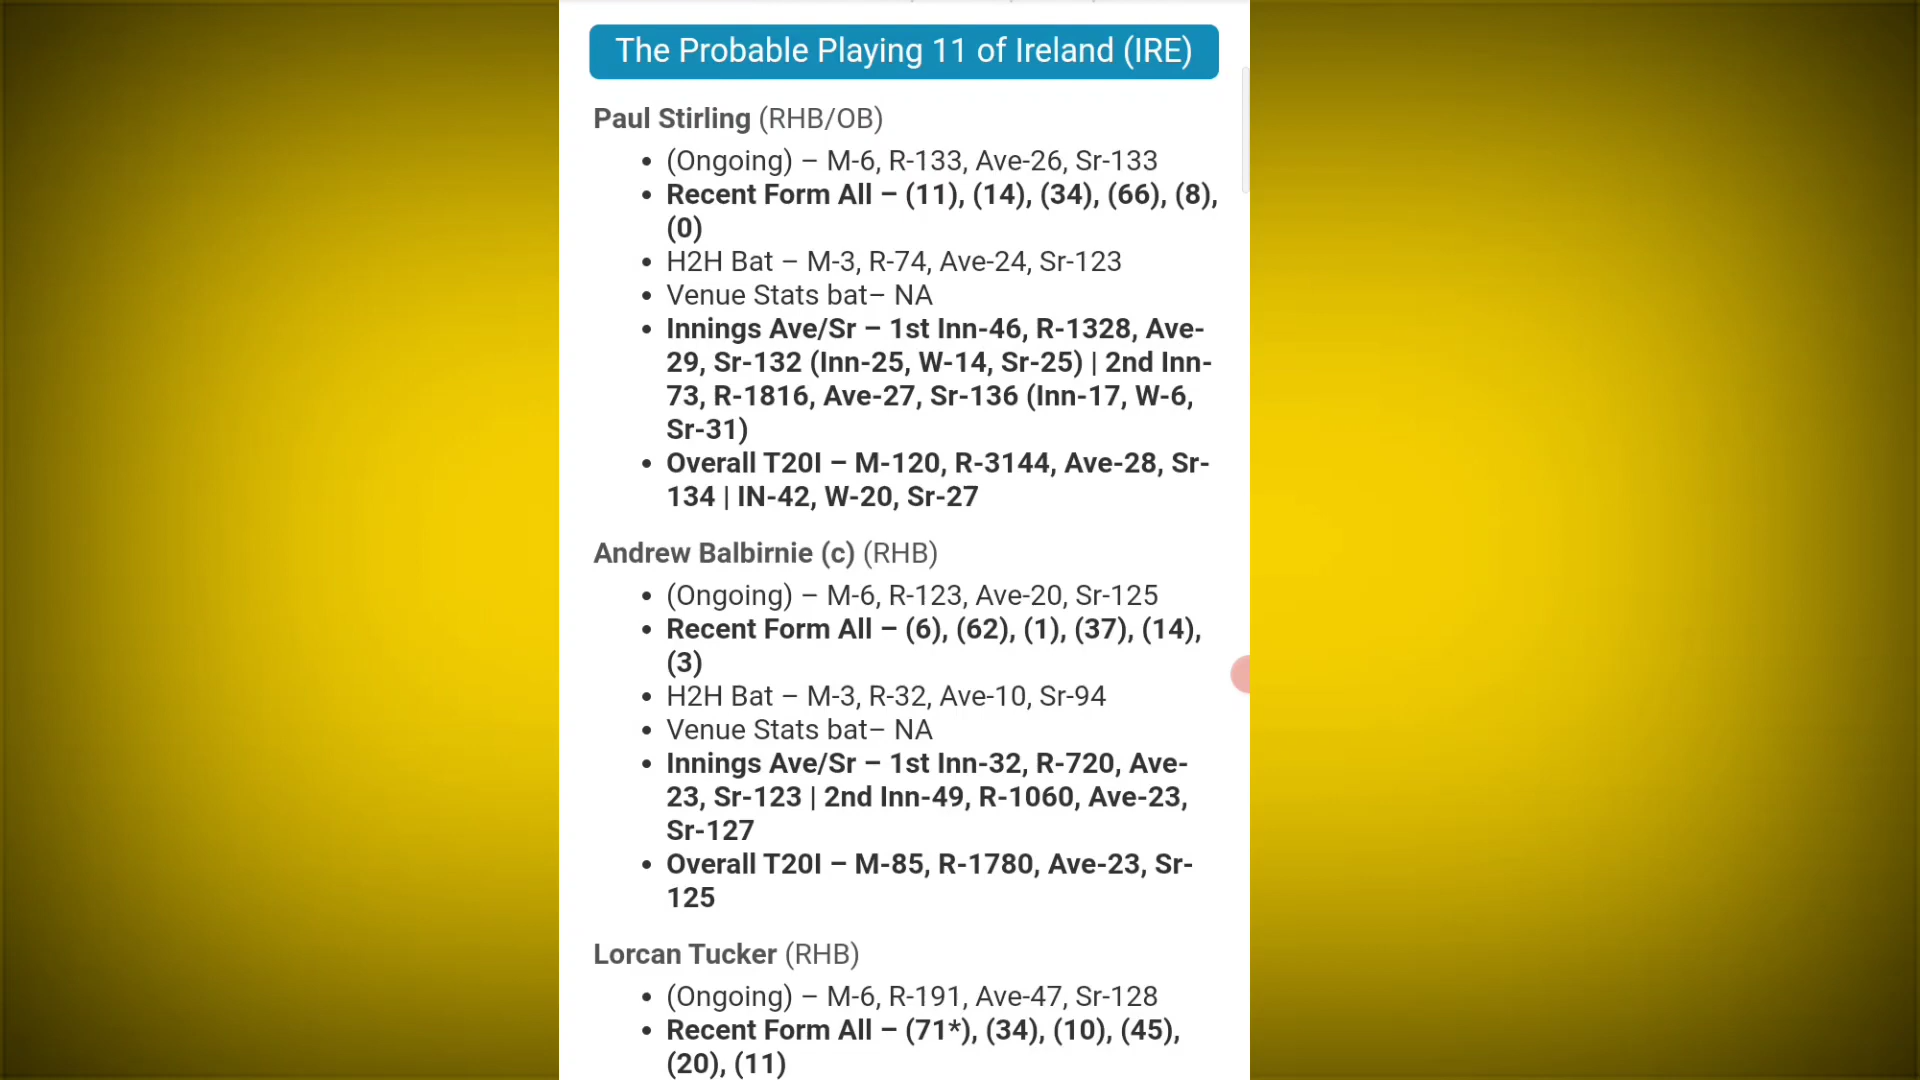 The Probable Playing 11 of Ireland (IRE)
Paul Stirling (RHB/OB)
• (Ongoing) – M-6, R-133, Ave-26, Sr-133
• Recent Form All – (11), (14), (34), (66), (8),
(0)
• H2H Bat – M-3, R-74, Ave-24, Sr-123
• Venue Stats bat– NA
• Innings Ave/Sr – 1st Inn-46, R-1328, Ave-
29, Sr-132 (Inn-25, W-14, Sr-25) | 2nd Inn-
73, R-1816, Ave-27, Sr-136 (Inn-17, W-6,
Sr-31)
• Overall T20I – M-120, R-3144, Ave-28, Sr-
134 | IN-42, W-20, Sr-27
Andrew Balbirnie (c) (RHB)
• (Ongoing) – M-6, R-123, Ave-20, Sr-125
• Recent Form All – (6), (62), (1), (37), (14),
(3)
• H2H Bat – M-3, R-32, Ave-10, Sr-94
• Venue Stats bat– NA
• Innings Ave/Sr – 1st Inn-32, R-720, Ave-
23, Sr-123 | 2nd Inn-49, R-1060, Ave-23,
Sr-127
• Overall T20I – M-85, R-1780, Ave-23, Sr-
125
Lorcan Tucker (RHB)
• (Ongoing) – M-6, R-191, Ave-47, Sr-128
• Recent Form All – (71*), (34), (10), (45),
(20), (11)